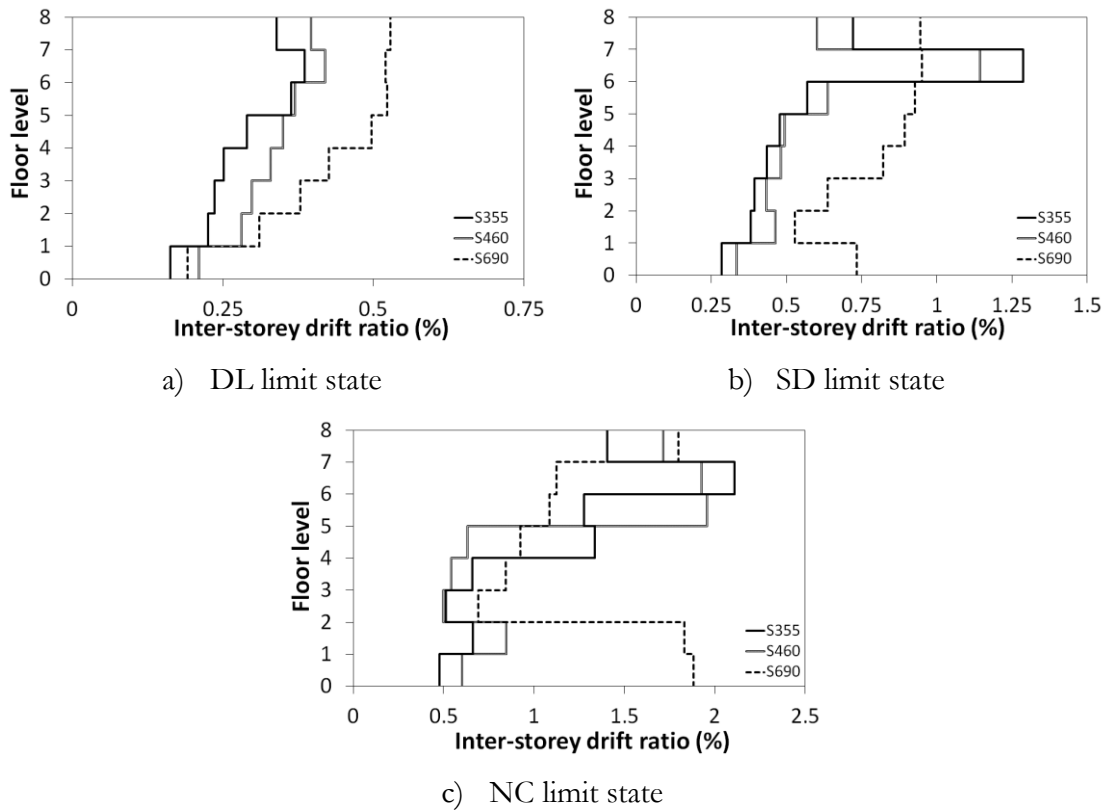 8
7
6
5
4
3
2
1
0
Floor level
S355
S460
S690
0 0.25 0.5 0.75
Inter-storey drift ratio (%)
a) DL limit state
8
7
6
5
4
3
2
1
0
Floor level
S355
S460
S690
0 0.25 0.5 0.75 1 1.25 1.5
Inter-storey drift ratio (%)
b) SD limit state
8
7
6
5
4
3
2
1
0
Floor level
S355
S460
S690
0 0.5 1 1.5 2 2.5
Inter-storey drift ratio (%)
c) NC limit state